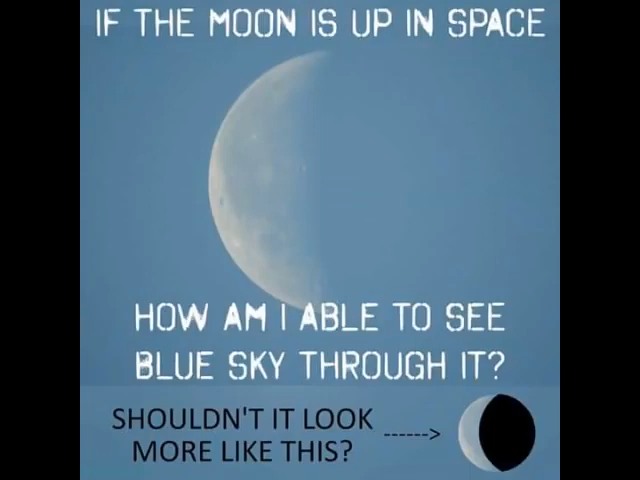 IF THE MOON IS UP IN SPACE
HOW AM I ABLE TO SEE
BLUE SKY THROUGH IT?
SHOULDN'T IT LOOK
MORE LIKE THIS?
------>